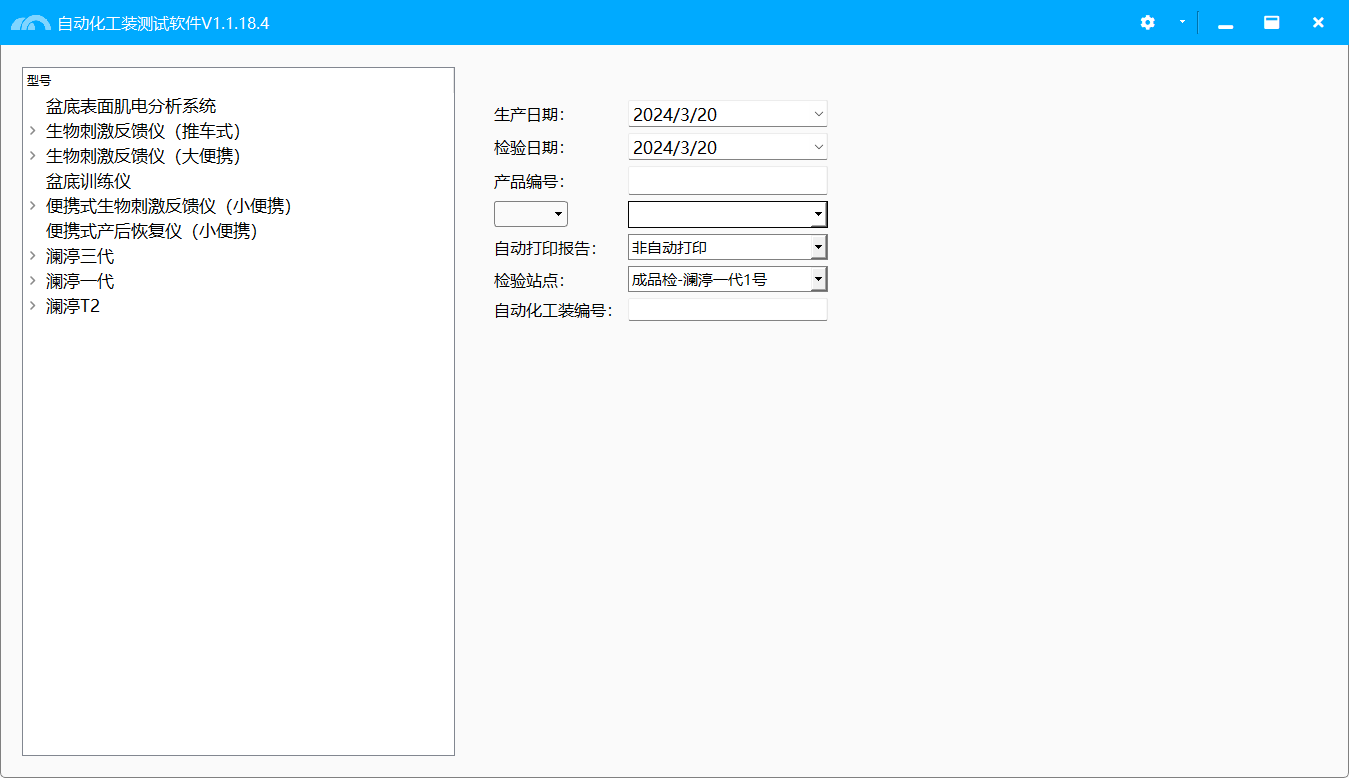 自动化工装测试软件V1.1.18.4
型号
盆底表面肌电分析系统
生物刺激反馈仪（推车式）
生物刺激反馈仪（大便携）
盆底训练仪
便携式生物刺激反馈仪（小便携）
便携式产后恢复仪（小便携）
澜渟三代
澜渟一代
澜渟T2
生产日期： 2024/3/20
检验日期： 2024/3/20
产品编号：
自动打印报告： 非自动打印
检验站点： 成品检-澜渟一代1号
自动化工装编号：